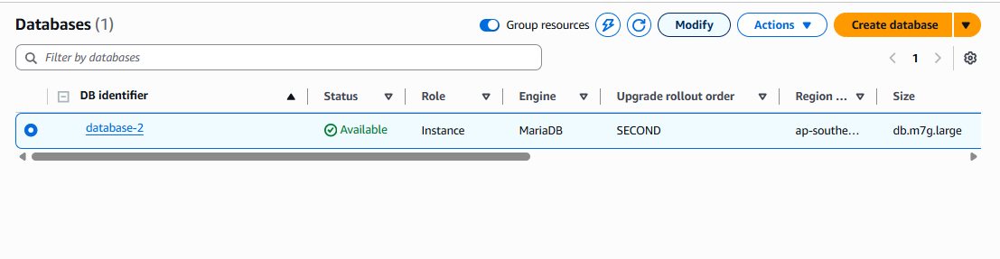 Databases (1)
Group resources
Modify
Actions
Create database
Filter by databases
1
DB identifier Status Role Engine Upgrade rollout order Region ... Size
database-2 Available Instance MariaDB SECOND ap-southe... db.m7g.large